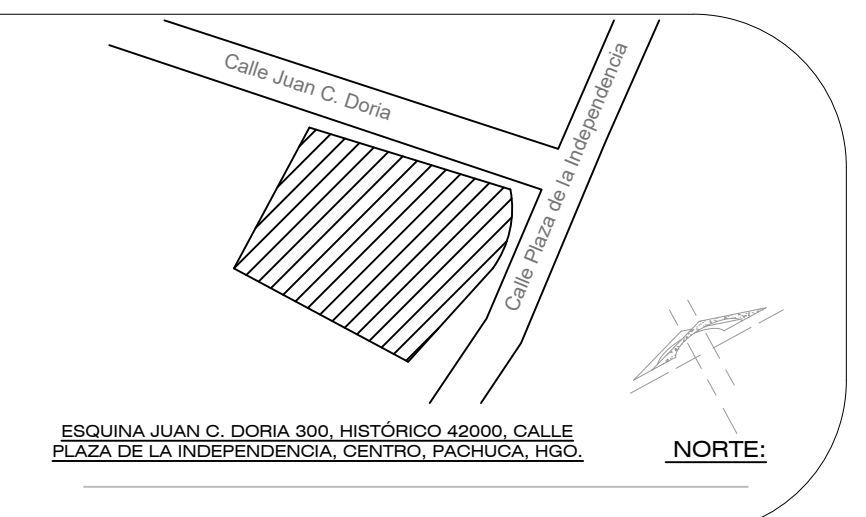 Calle Juan C. Doria
Calle Plaza de la Independencia
ESQUINA JUAN C. DORIA 300, HISTÓRICO 42000, CALLE
PLAZA DE LA INDEPENDENCIA, CENTRO, PACHUCA, HGO.
NORTE: